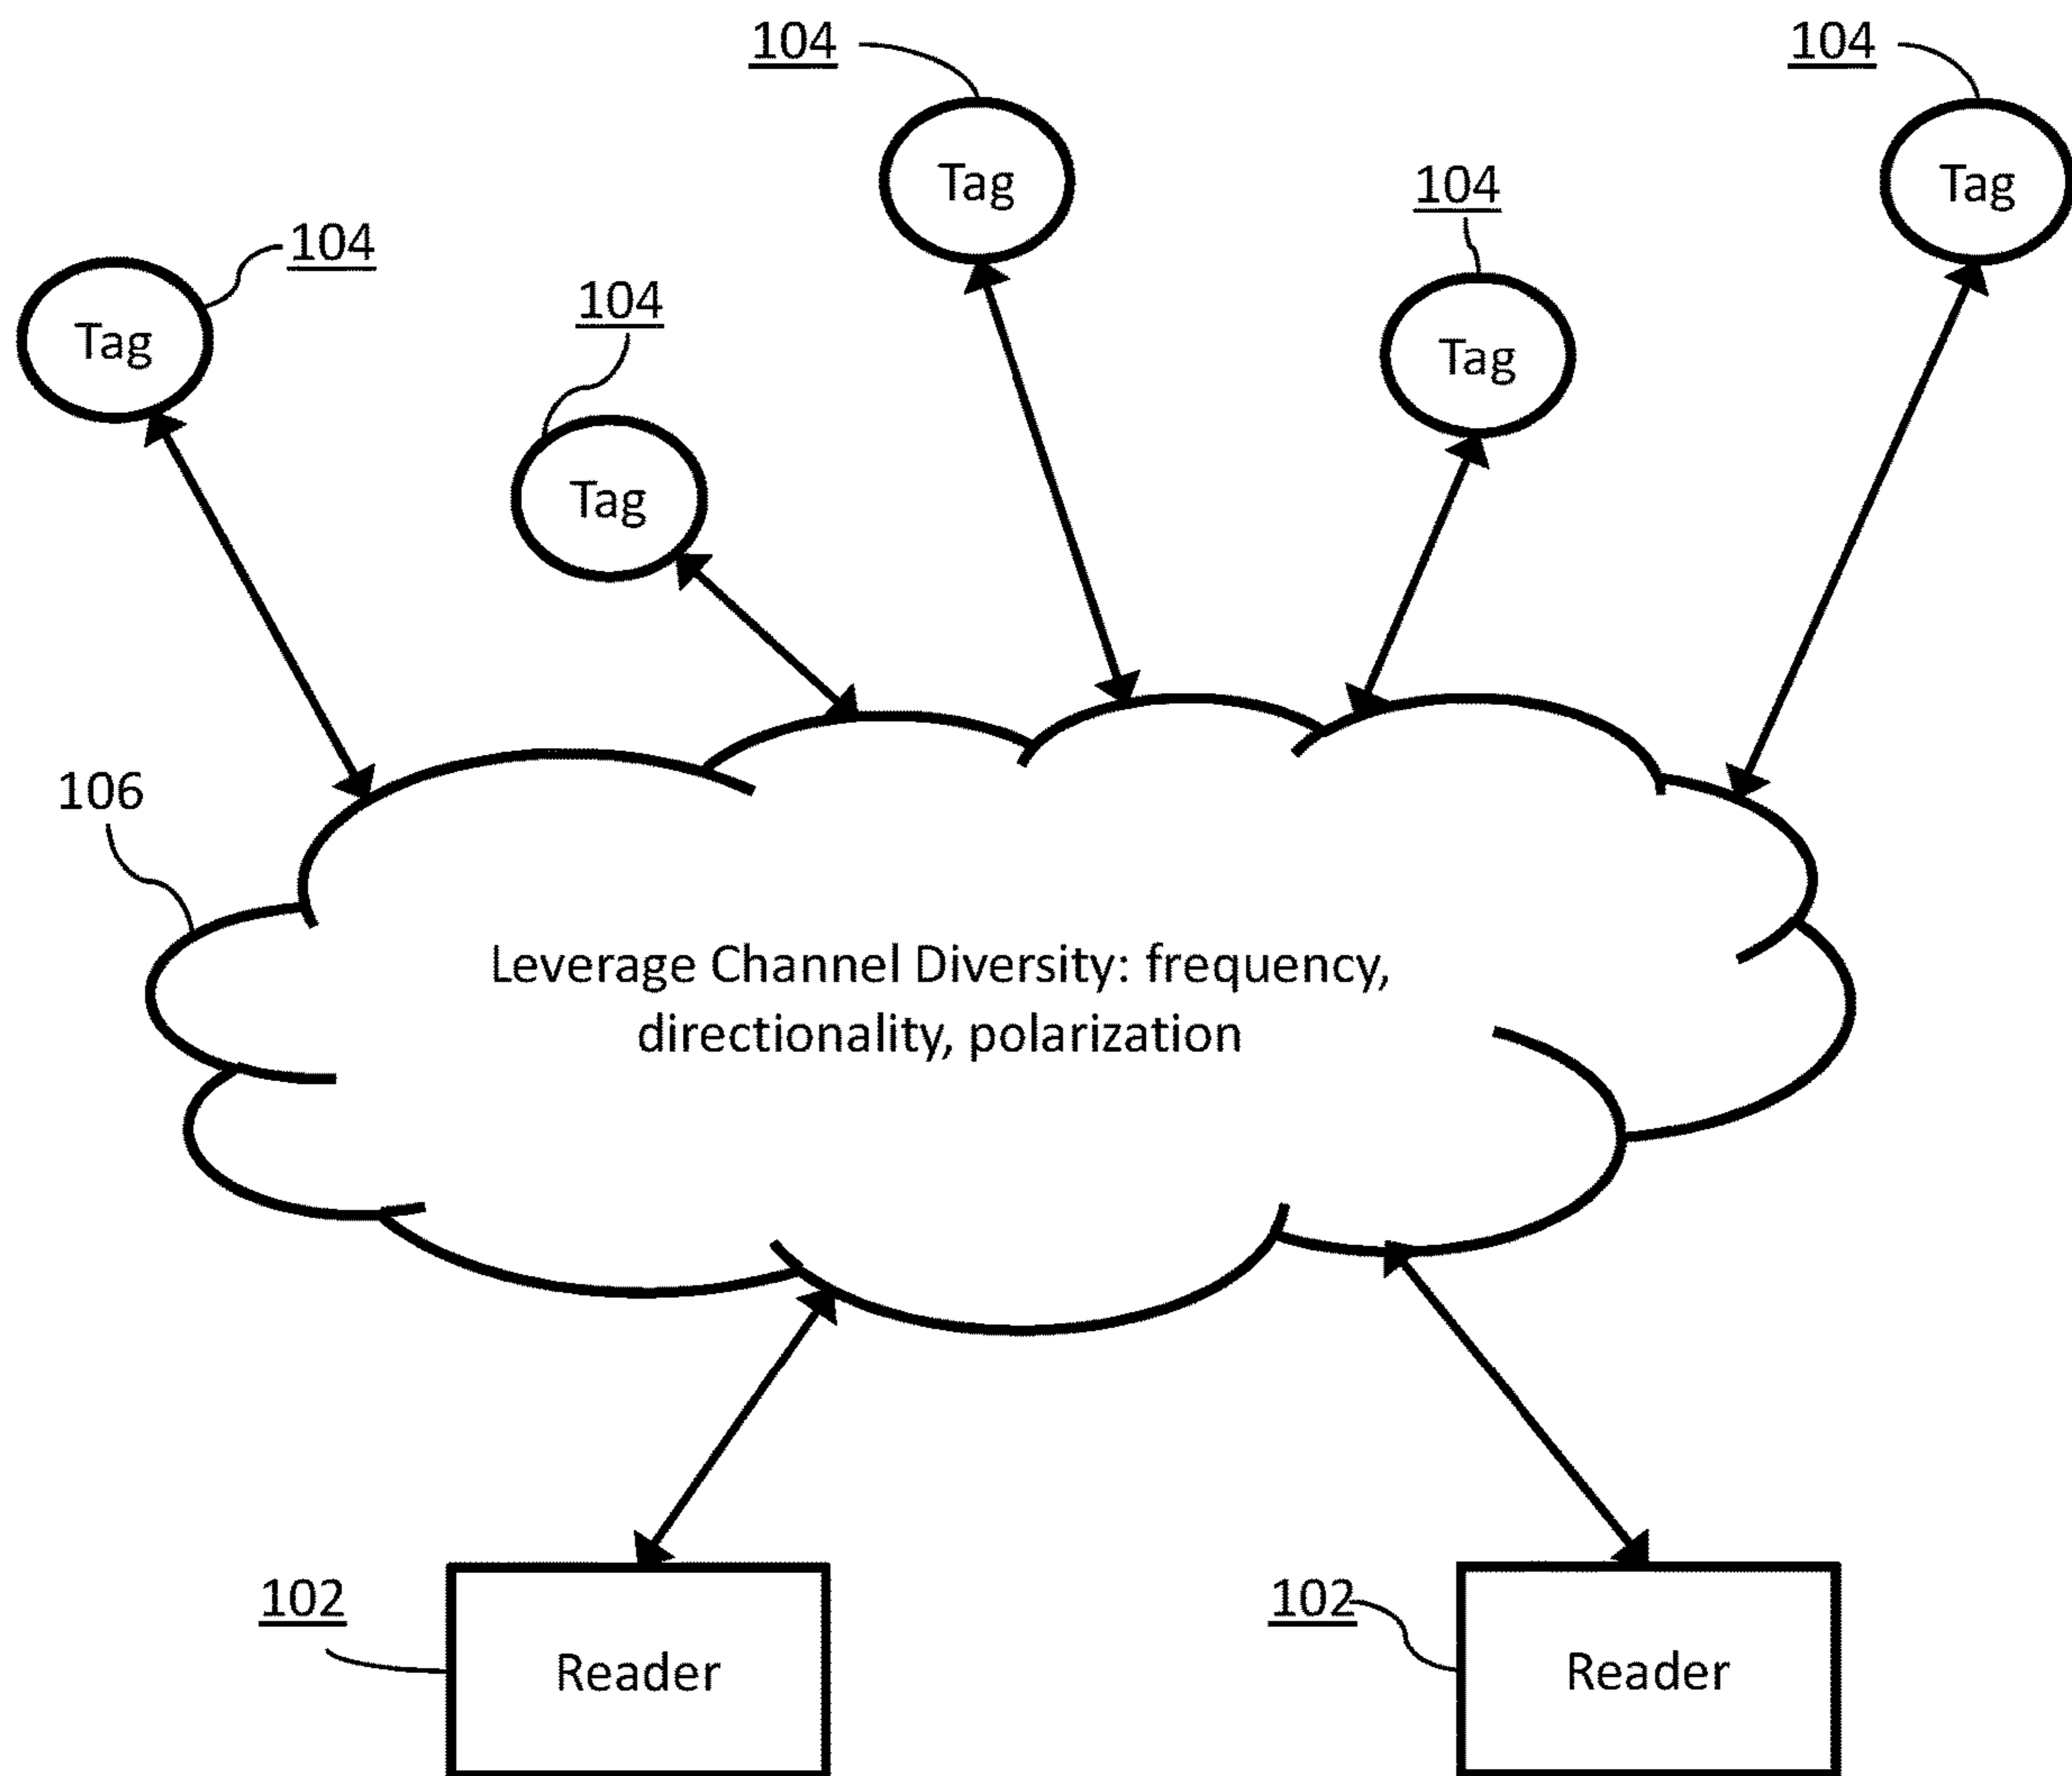 104
104
Tag
Tag
104
104
Tag
104
Tag
Tag
106
Leverage Channel Diversity: frequency,
directionality, polarization
102
102
Reader
Reader